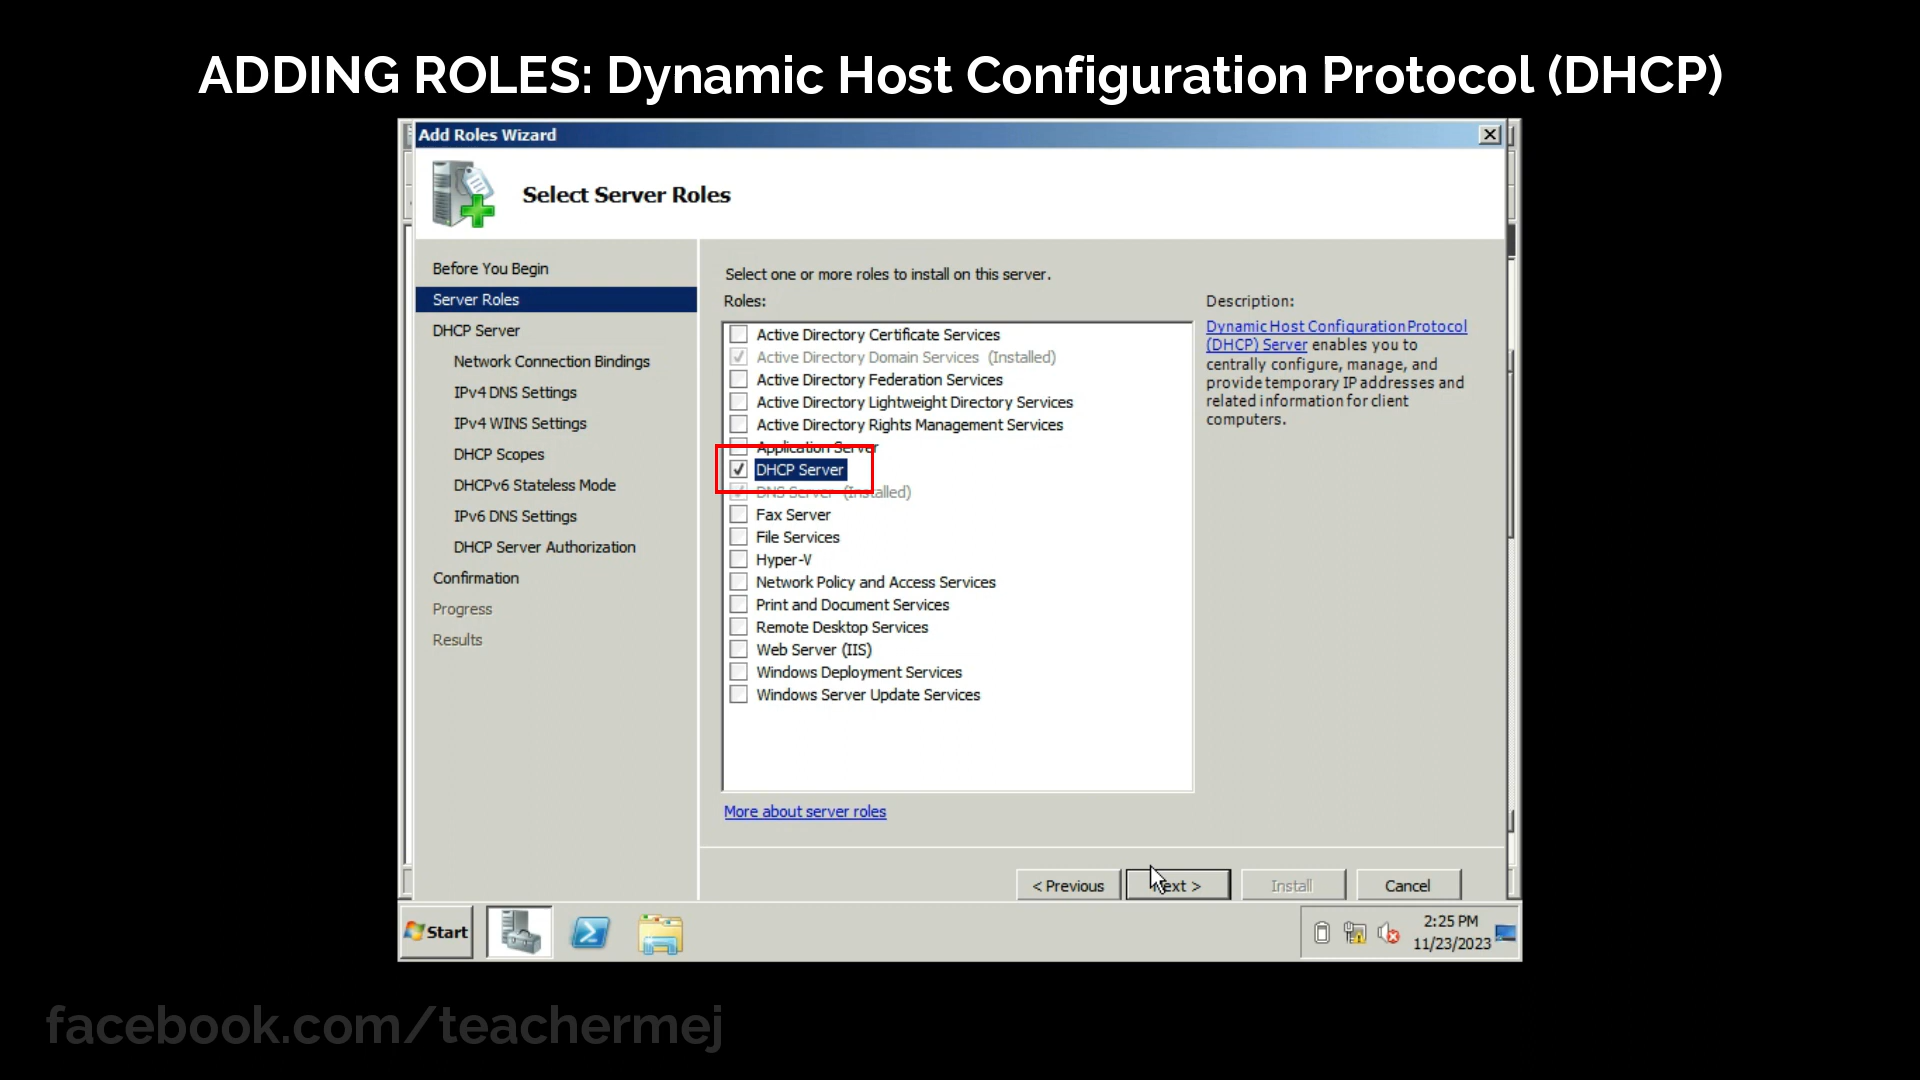 ADDING ROLES: Dynamic Host Configuration Protocol (DHCP)
Add Roles Wizard
Select Server Roles
Before You Begin
Server Roles
DHCP Server
Network Connection Bindings
IPv4 DNS Settings
IPv4 WINS Settings
DHCP Scopes
DHCPv6 Stateless Mode
IPv6 DNS Settings
DHCP Server Authorization
Confirmation
Progress
Results
Select one or more roles to install on this server.
Roles:
Active Directory Certificate Services
Active Directory Domain Services (Installed)
Active Directory Federation Services
Active Directory Lightweight Directory Services
Active Directory Rights Management Services
Application Server
DHCP Server
DNS Server (Installed)
Fax Server
File Services
Hyper-V
Network Policy and Access Services
Print and Document Services
Remote Desktop Services
Web Server (IIS)
Windows Deployment Services
Windows Server Update Services
More about server roles
Description:
Dynamic Host Configuration Protocol
(DHCP) Server enables you to
centrally configure, manage, and
provide temporary IP addresses and
related information for client
computers.
< Previous
Next >
Install
Cancel
Start
2:25 PM
11/23/2023
facebook.com/teachermej